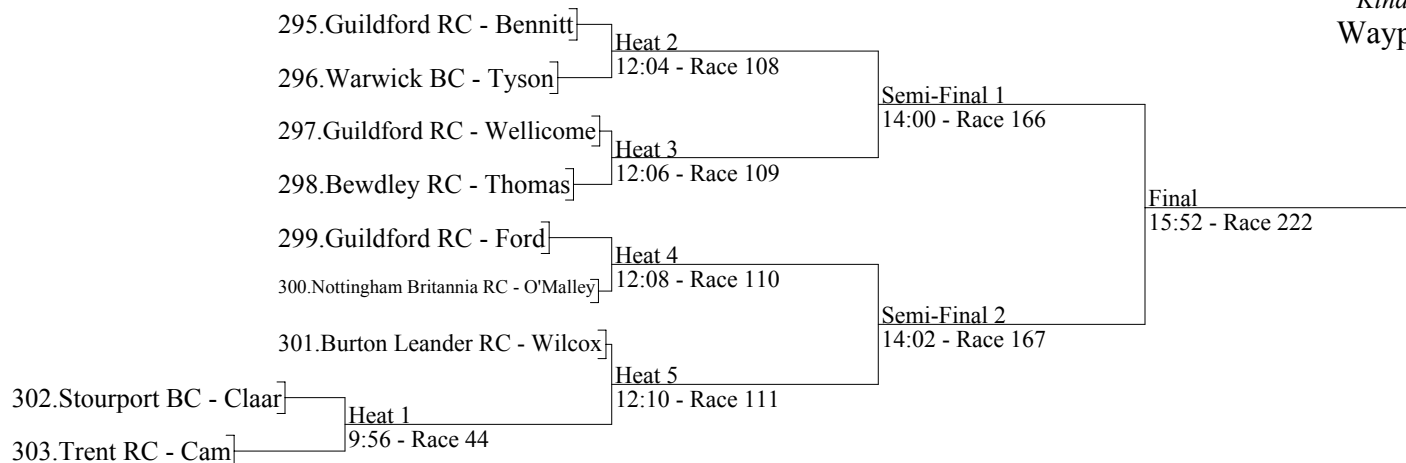 Kind
Wayp
295.Guildford RC - Bennitt
Heat 2
12:04 - Race 108
296.Warwick BC - Tyson
Semi-Final 1
14:00 - Race 166
297.Guildford RC - Wellicome
Heat 3
12:06 - Race 109
298.Bewdley RC - Thomas
Final
15:52 - Race 222
299.Guildford RC - Ford
Heat 4
12:08 - Race 110
300.Nottingham Britannia RC - O'Malley
Semi-Final 2
14:02 - Race 167
301.Burton Leander RC - Wilcox
Heat 5
12:10 - Race 111
302.Stourport BC - Claar
Heat 1
9:56 - Race 44
303.Trent RC - Cam